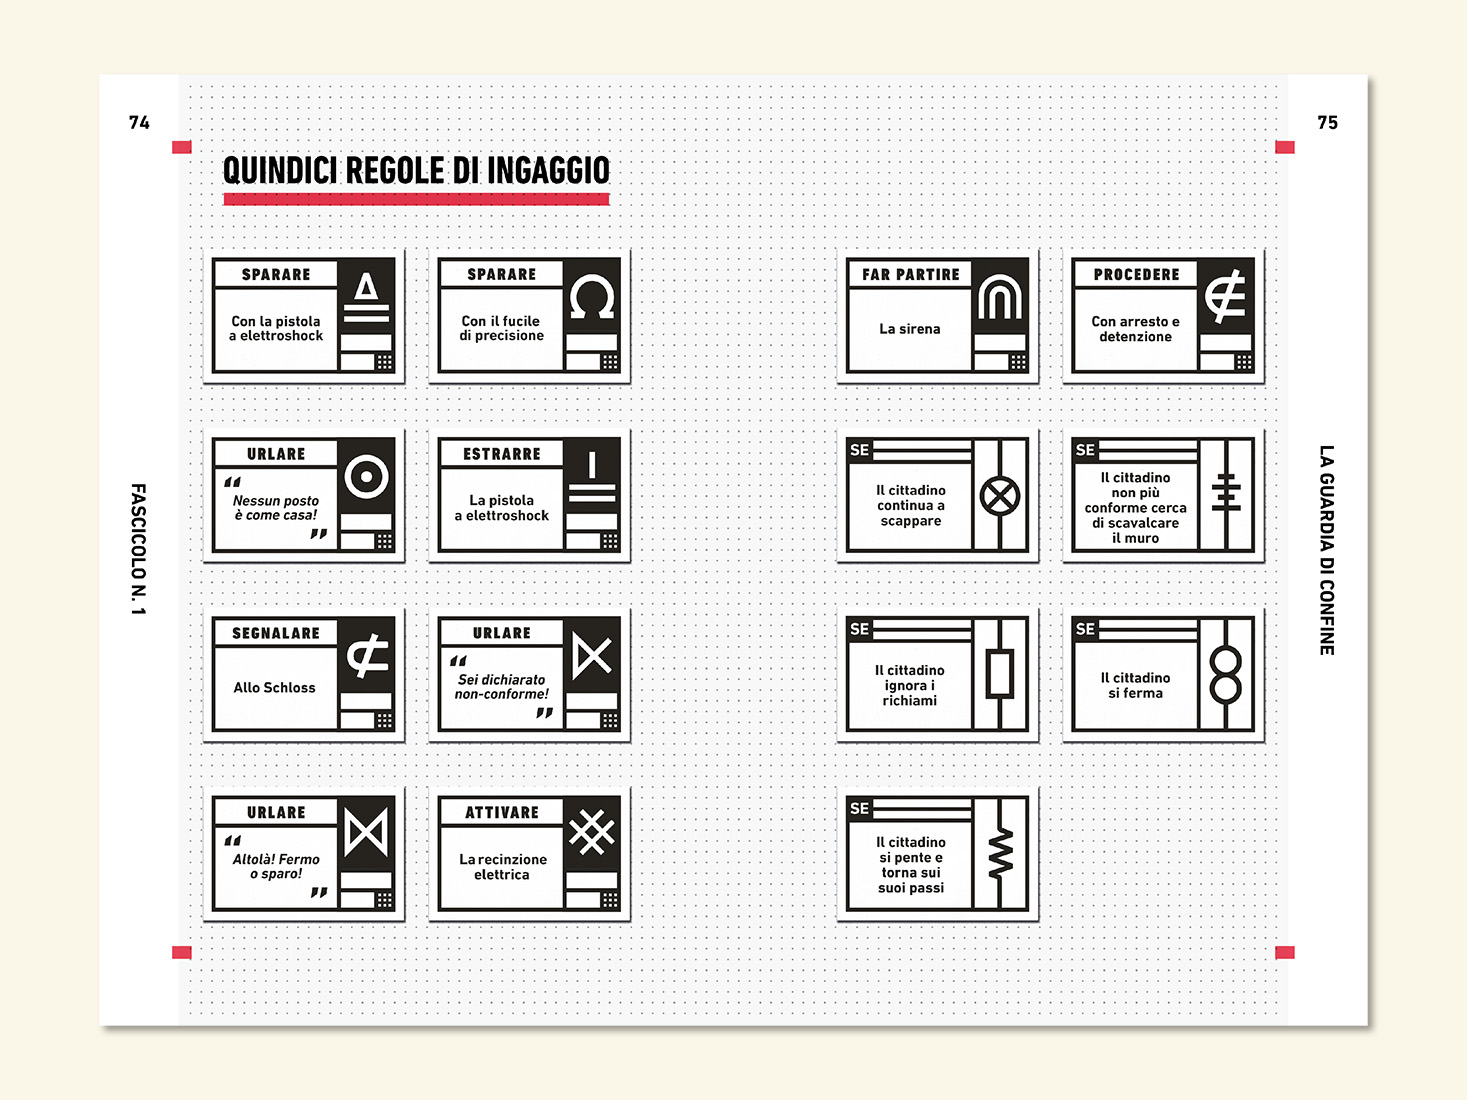 74
75
QUINDICI REGOLE DI INGAGGIO
SPARARE
Con la pistola
a elettroshock
SPARARE
Con il fucile
di precisione
URLARE
“
Nessun posto
è come casa!
”
ESTRARRE
La pistola
a elettroshock
SEGNALARE
Allo Schloss
URLARE
“
Sei dichiarato
non-conforme!
”
URLARE
“
Altolà! Fermo
o sparo!
”
ATTIVARE
La recinzione
elettrica
FASCICOLO N. 1
FAR PARTIRE
La sirena
PROCEDERE
Con arresto e
detenzione
SE
Il cittadino
continua a
scappare
SE
Il cittadino
non più
conforme cerca
di scavalcare
il muro
SE
Il cittadino
ignora i
richiami
SE
Il cittadino
si ferma
SE
Il cittadino
si pente e
torna sui
suoi passi
LA GUARDIA DI CONFINE